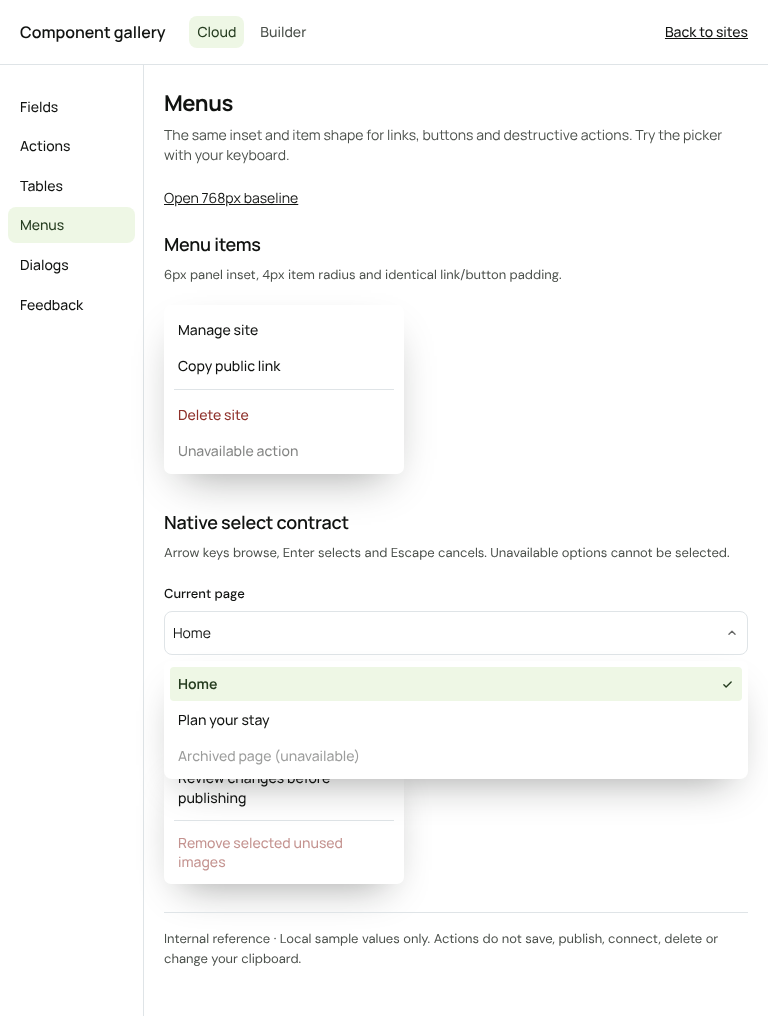 Component gallery
Cloud
Builder
Back to sites
Fields
Actions
Tables
Menus
Dialogs
Feedback
Menus
The same inset and item shape for links, buttons and destructive actions. Try the picker
with your keyboard.
Open 768px baseline
Menu items
6px panel inset, 4px item radius and identical link/button padding.
Manage site
Copy public link
Delete site
Unavailable action
Native select contract
Arrow keys browse, Enter selects and Escape cancels. Unavailable options cannot be selected.
Current page
Home
Home
Plan your stay
Archived page (unavailable)
Review changes before
publishing
Remove selected unused
images
Internal reference · Local sample values only. Actions do not save, publish, connect, delete or
change your clipboard.